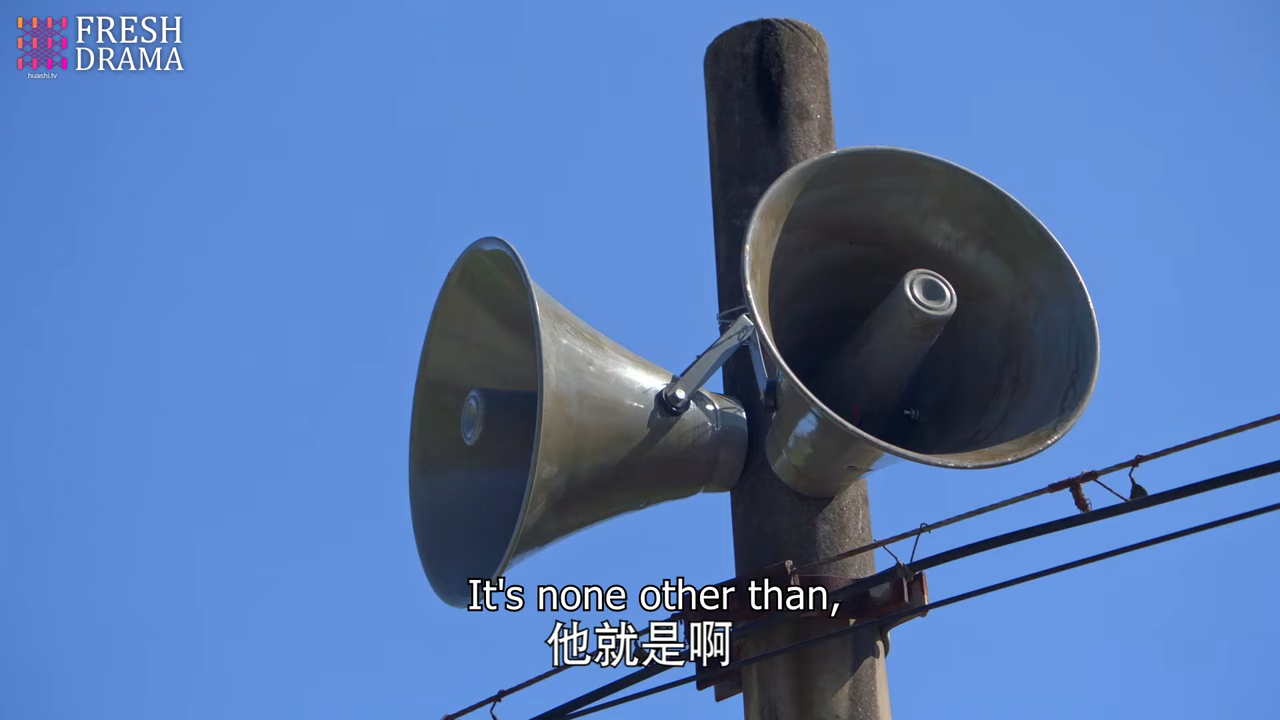 FRESH
DRAMA
huashi.tv
It's none other than,
他就是啊